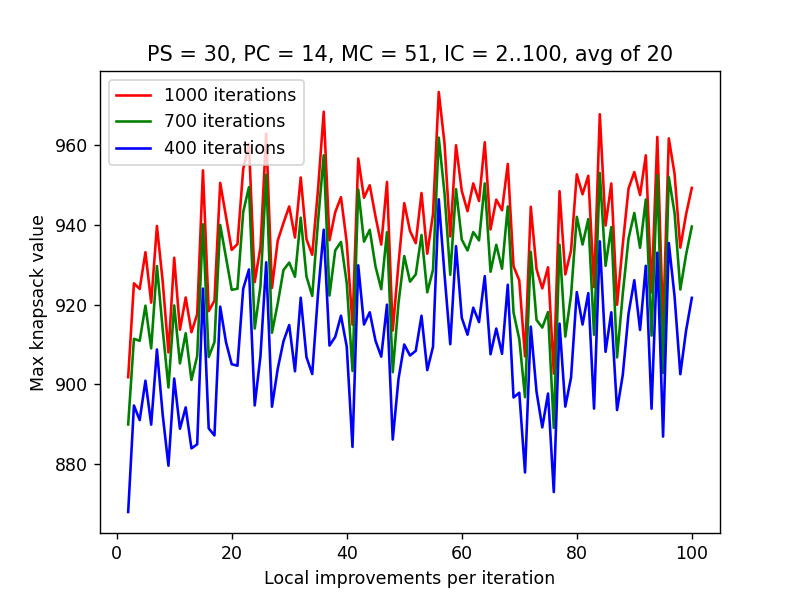 PS = 30, PC = 14, MC = 51, IC = 2..100, avg of 20
1000 iterations
700 iterations
400 iterations
Max knapsack value
960
940
920
900
880
0 20 40 60 80 100
Local improvements per iteration